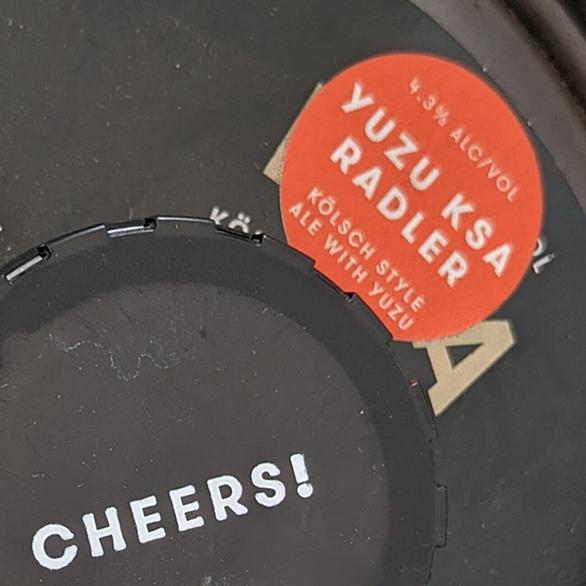 4.3% ALC/VOL
YUZU KSA
RADLER
KÖLSCH STYLE
ALE WITH YUZU
CHEERS!